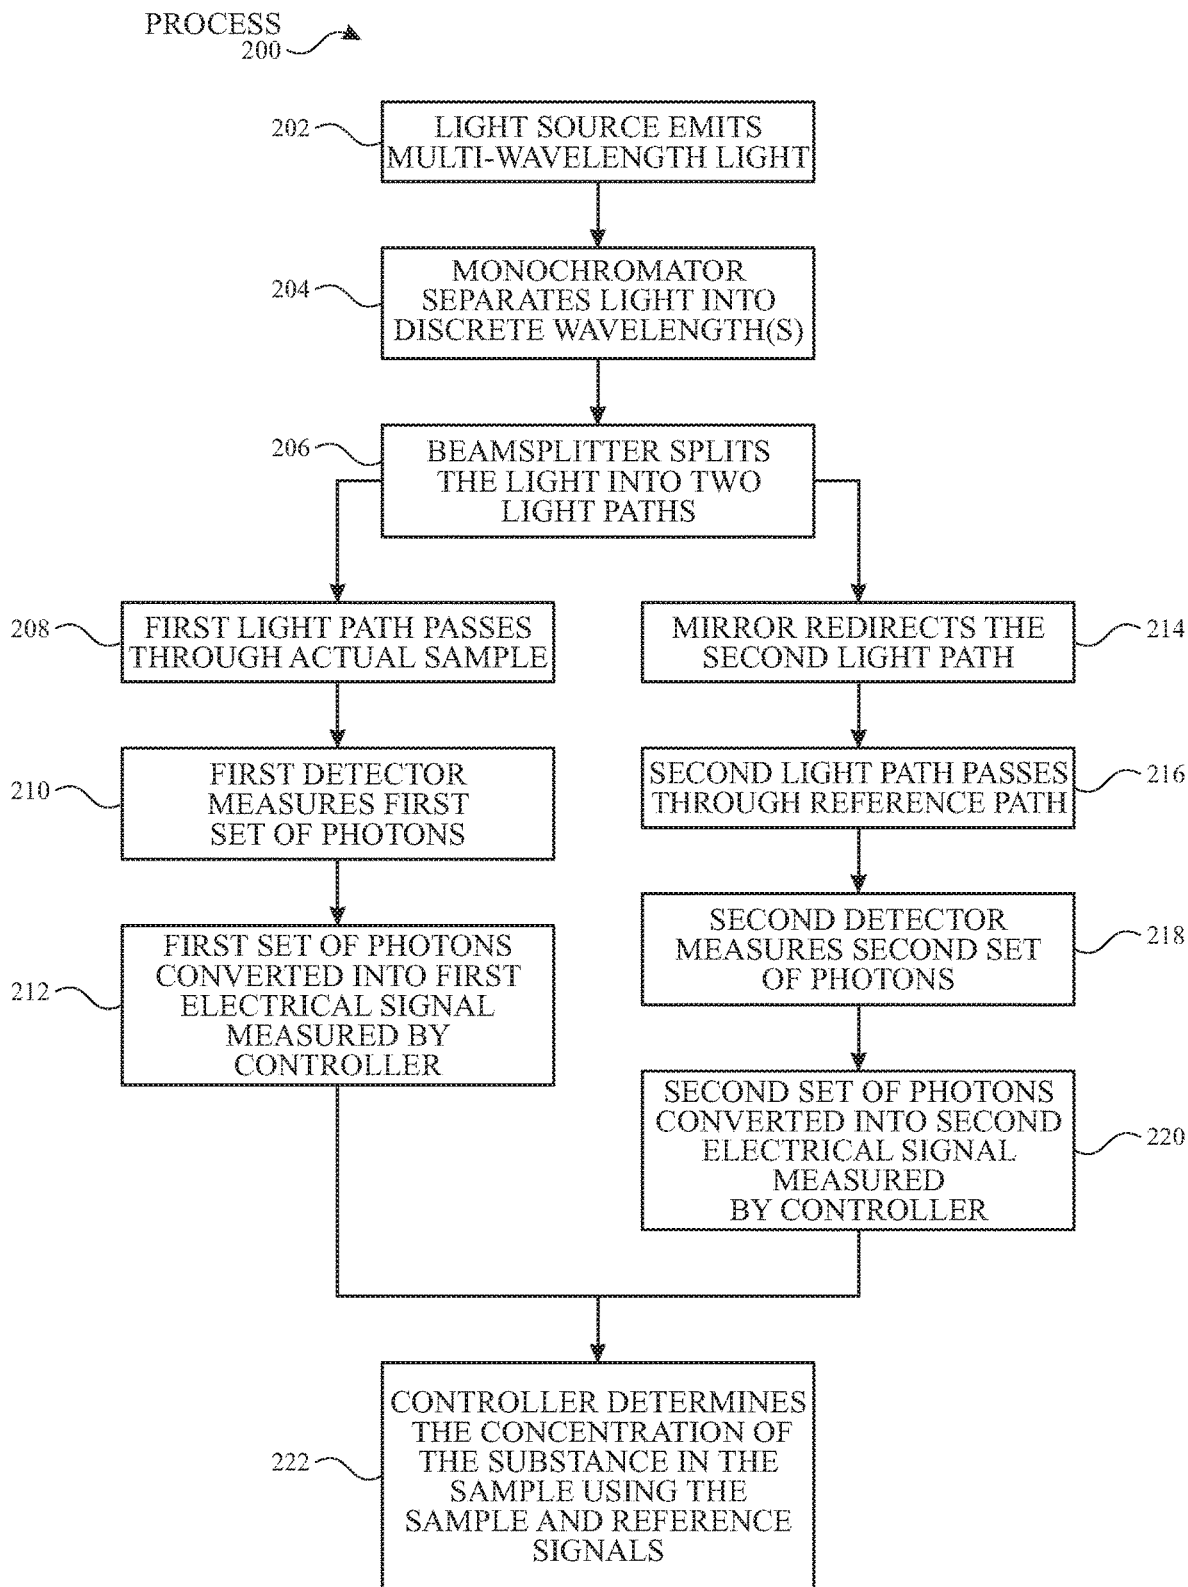 PROCESS
200
202
LIGHT SOURCE EMITS
MULTI-WAVELENGTH LIGHT
204
MONOCHROMATOR
SEPARATES LIGHT INTO
DISCRETE WAVELENGTH(S)
206
BEAMSPLITTER SPLITS
THE LIGHT INTO TWO
LIGHT PATHS
208
FIRST LIGHT PATH PASSES
THROUGH ACTUAL SAMPLE
210
FIRST DETECTOR
MEASURES FIRST
SET OF PHOTONS
212
FIRST SET OF PHOTONS
CONVERTED INTO FIRST
ELECTRICAL SIGNAL
MEASURED BY
CONTROLLER
MIRROR REDIRECTS THE
SECOND LIGHT PATH
214
SECOND LIGHT PATH PASSES
THROUGH REFERENCE PATH
216
SECOND DETECTOR
MEASURES SECOND SET
OF PHOTONS
218
SECOND SET OF PHOTONS
CONVERTED INTO SECOND
ELECTRICAL SIGNAL
MEASURED
BY CONTROLLER
220
222
CONTROLLER DETERMINES
THE CONCENTRATION OF
THE SUBSTANCE IN THE
SAMPLE USING THE
SAMPLE AND REFERENCE
SIGNALS